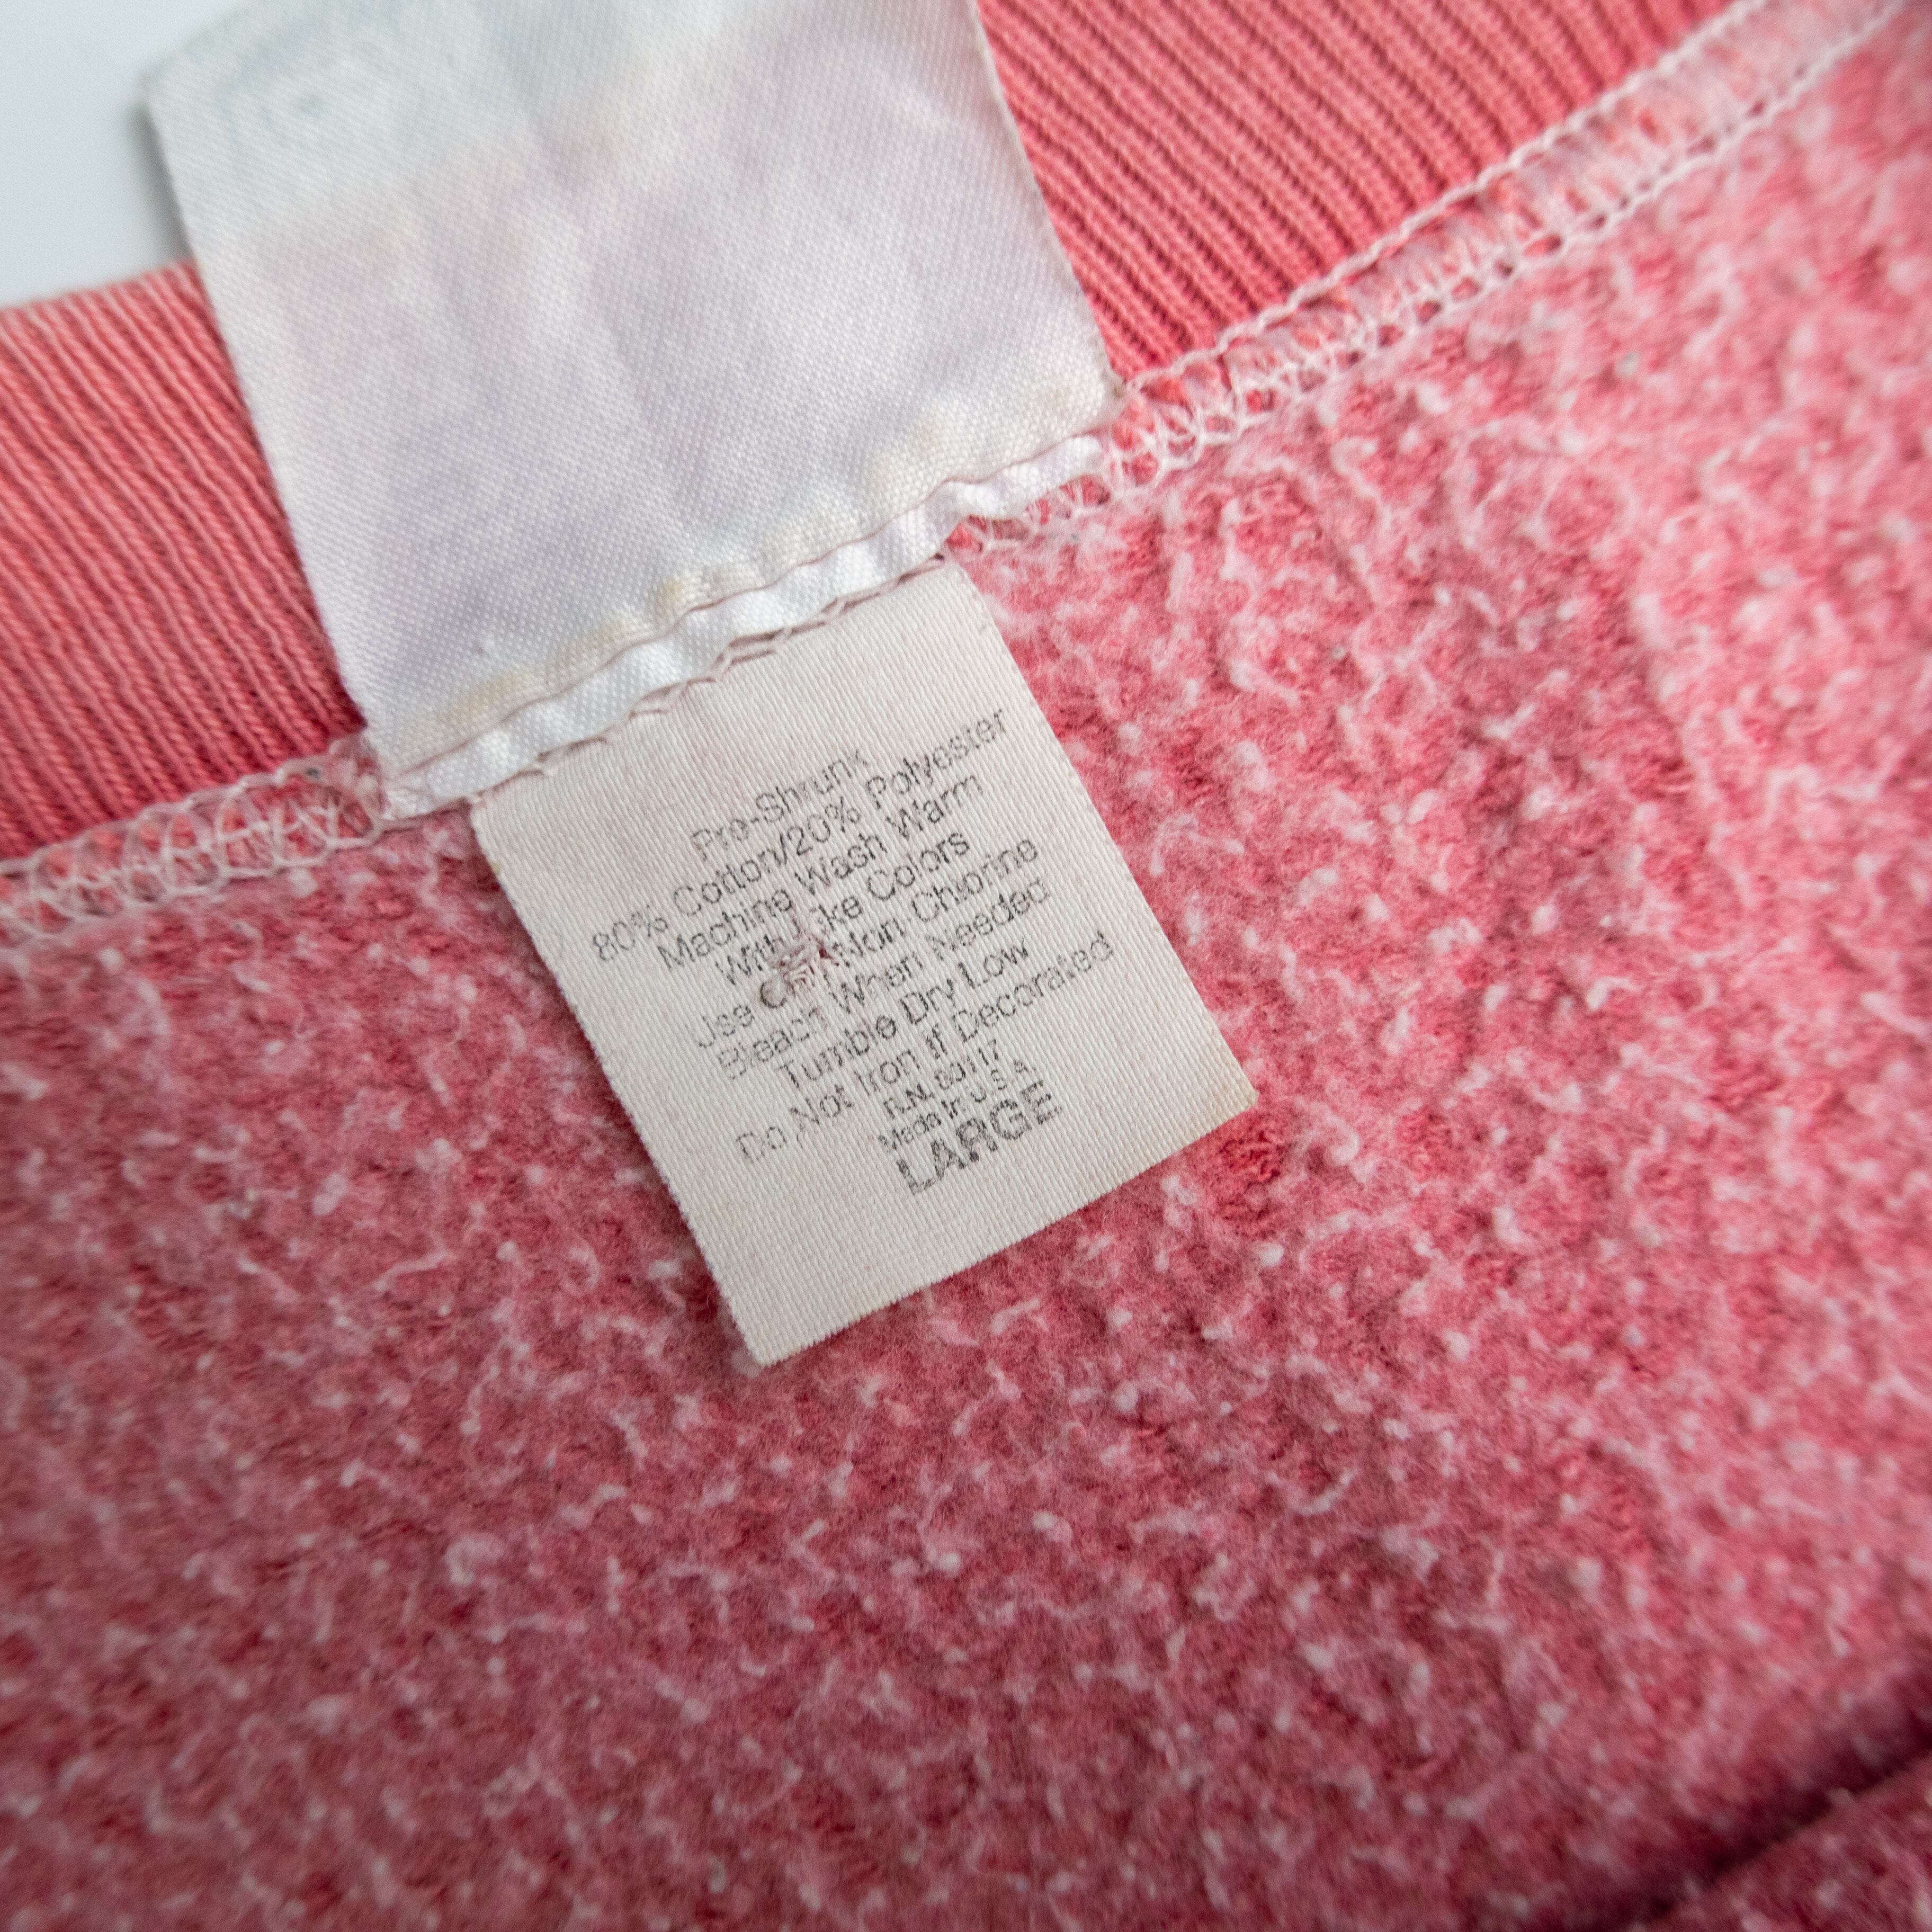 Pre-Shrunk
80% Cotton/20% Polyester
Machine Wash Warm
With Like Colors
Use Only Non Chlorine
Bleach When Needed
Tumble Dry Low
Do Not Iron If Decorated
R.N.
Made In U.S.A.
LARGE